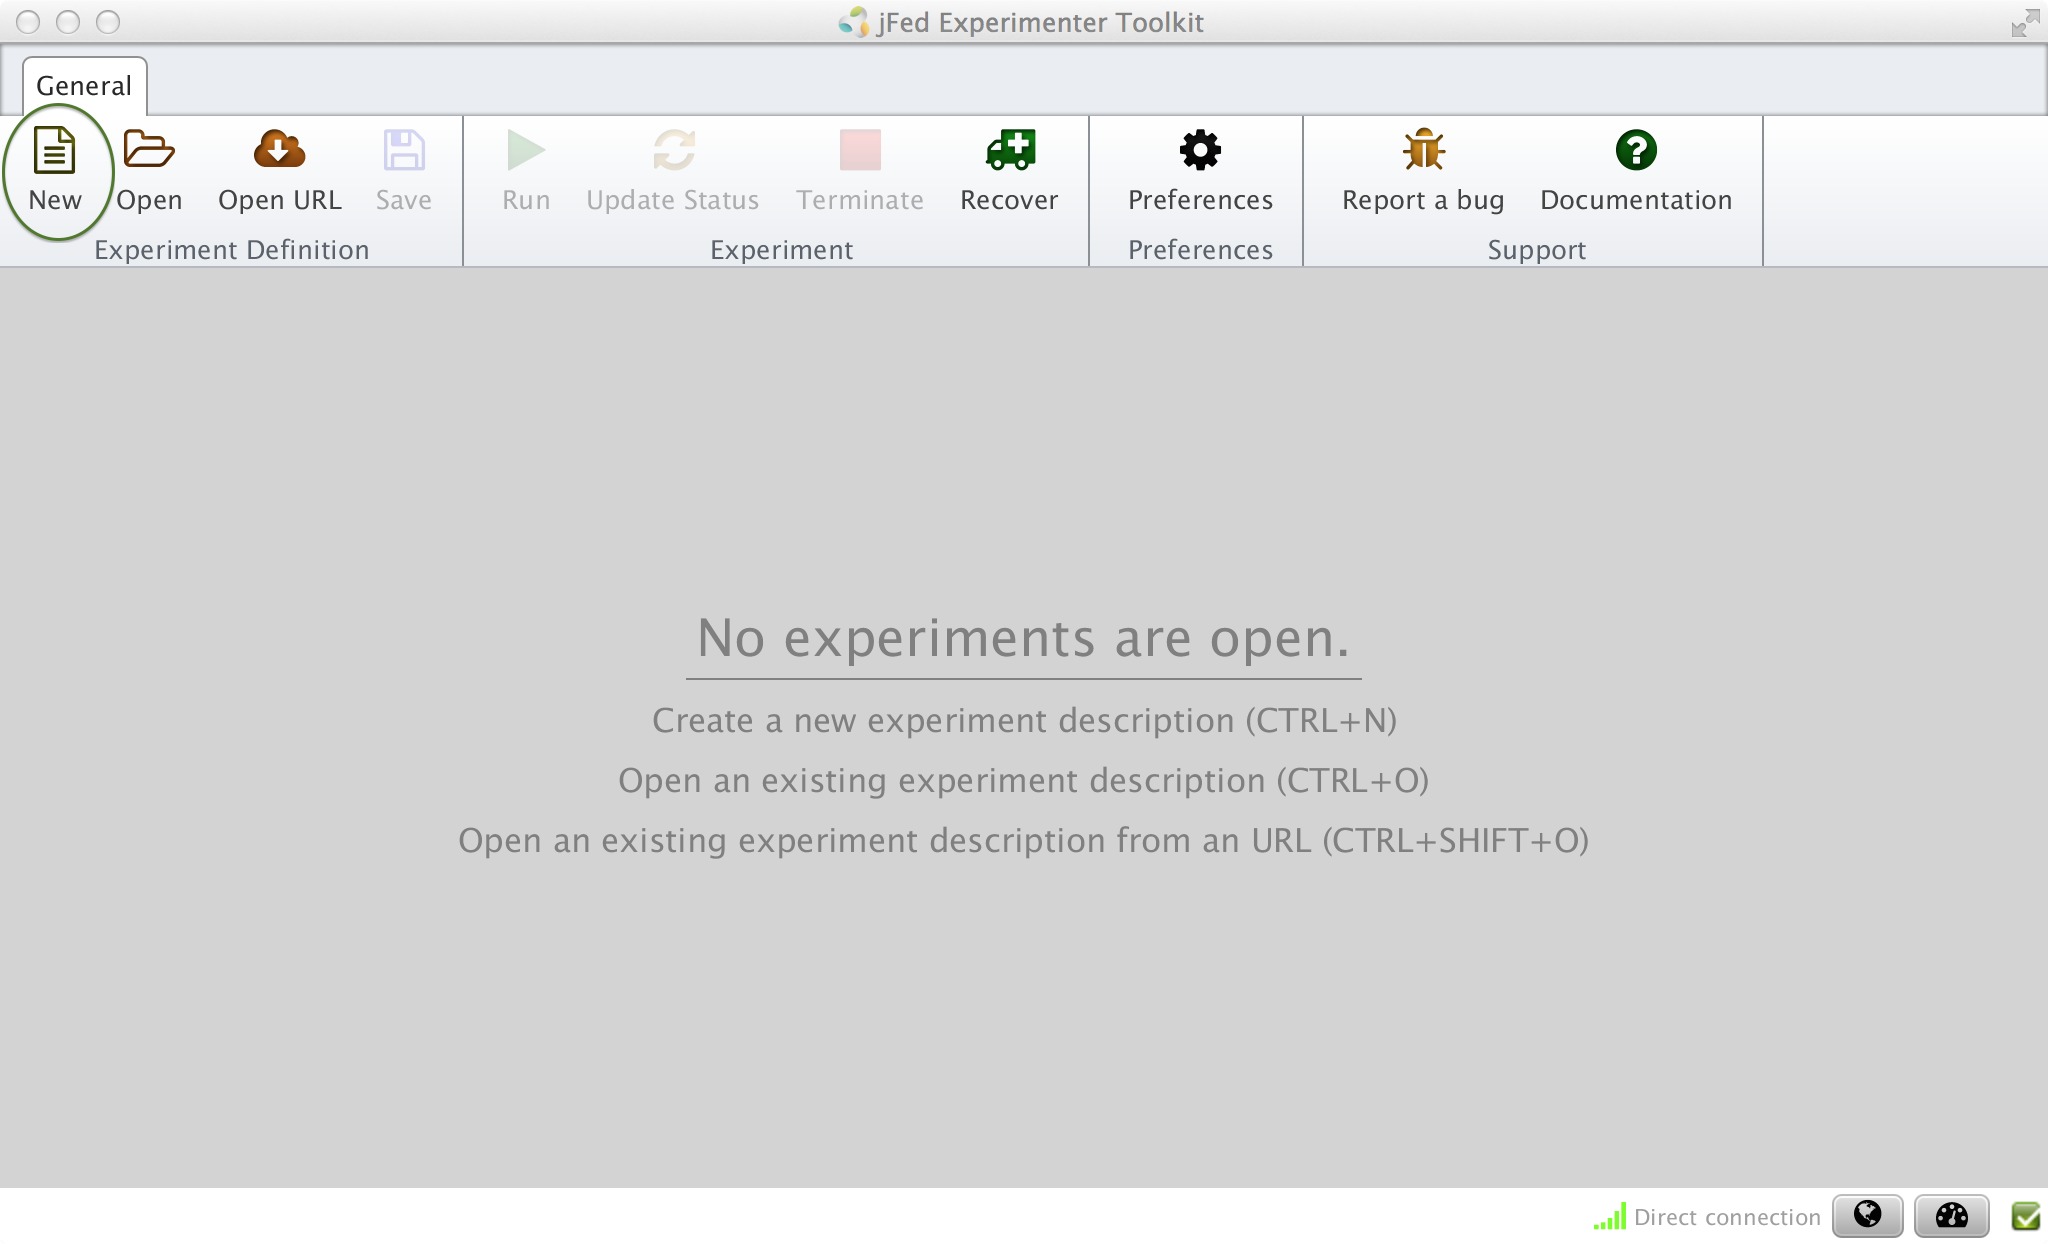 jFed Experimenter Toolkit
General
New Open Open URL Save Run Update Status Terminate Recover Preferences Report a bug Documentation
Experiment Definition Experiment Preferences Support
No experiments are open.
Create a new experiment description (CTRL+N)
Open an existing experiment description (CTRL+O)
Open an existing experiment description from an URL (CTRL+SHIFT+O)
Direct connection